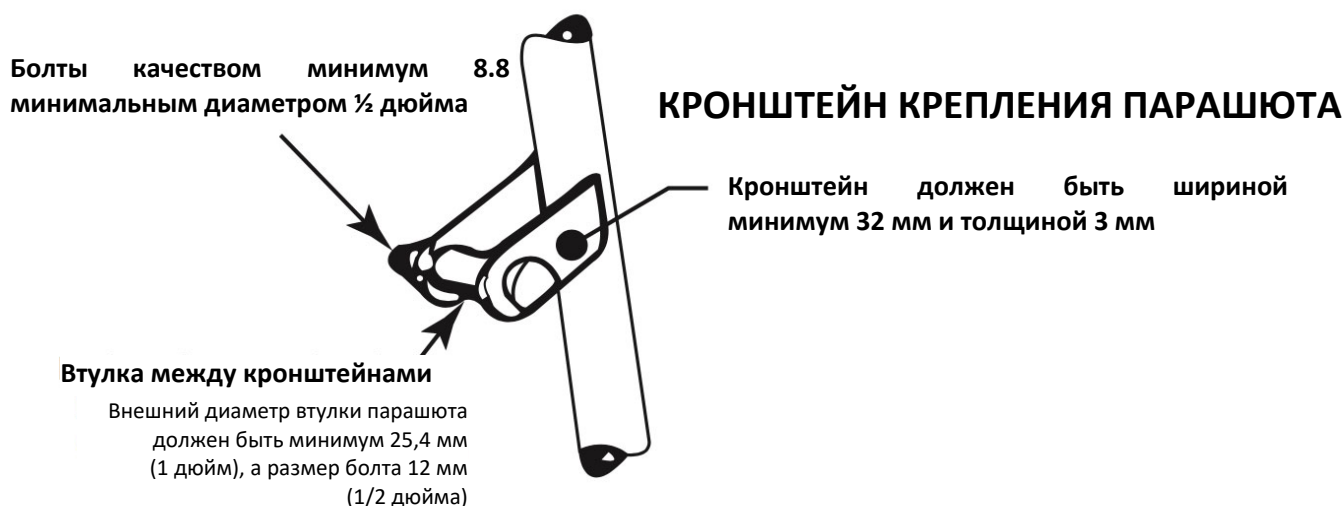 Болты качеством минимум 8.8
минимальным диаметром ½ дюйма
КРОНШТЕЙН КРЕПЛЕНИЯ ПАРАШЮТА
Кронштейн должен быть шириной
минимум 32 мм и толщиной 3 мм
Втулка между кронштейнами
Внешний диаметр втулки парашюта
должен быть минимум 25,4 мм
(1 дюйм), а размер болта 12 мм
(1/2 дюйма)